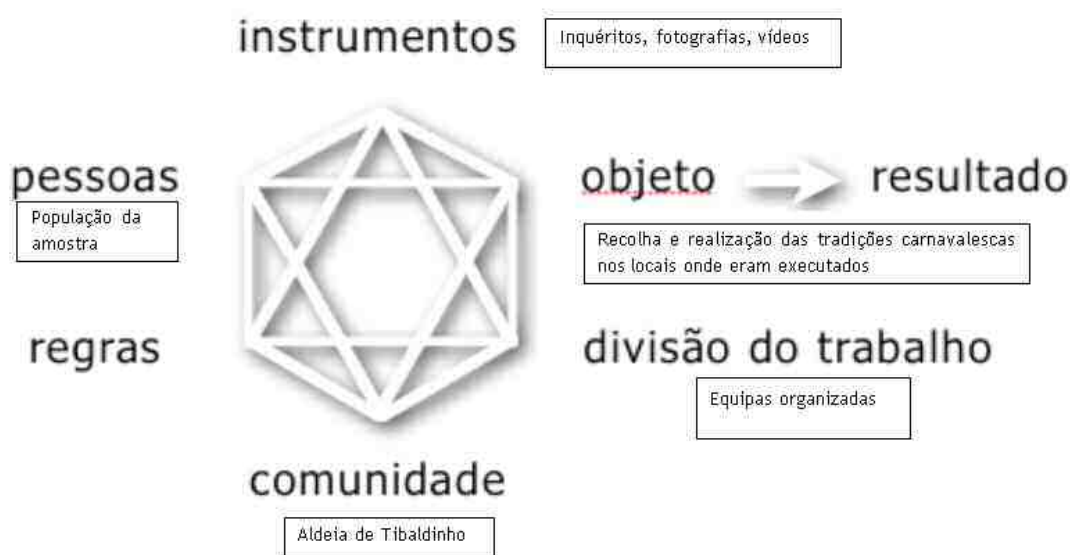 instrumentos
Inquéritos, fotografias, vídeos
pessoas
População da
amostra
objeto
resultado
Recolha e realização das tradições carnavalescas
nos locais onde eram executados
regras
divisão do trabalho
Equipas organizadas
comunidade
Aldeia de Tibaldinho